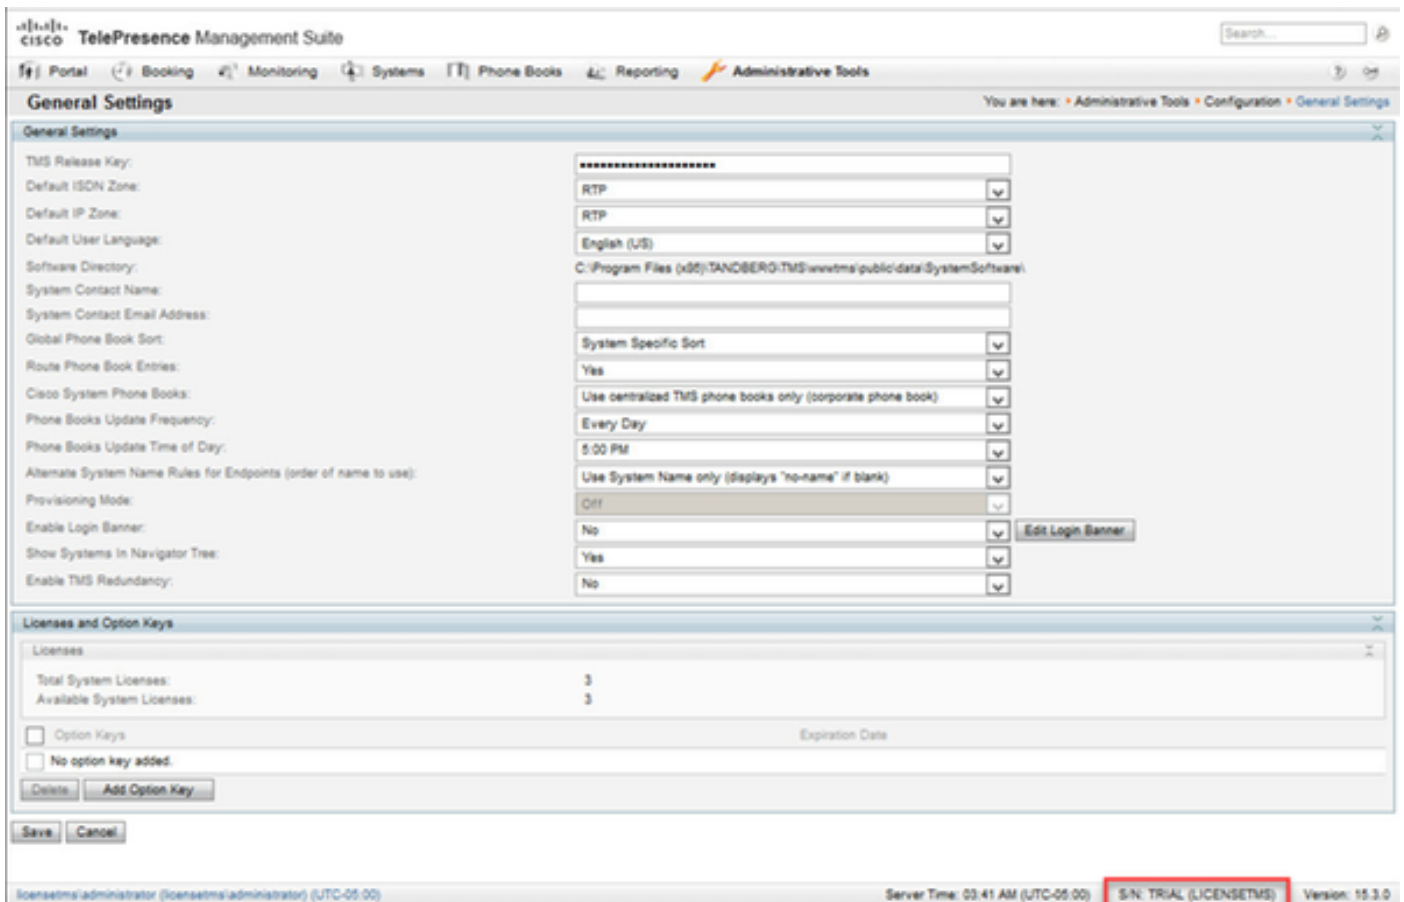 cisco TelePresence Management Suite
Search...
Portal Booking Monitoring Systems Phone Books Reporting Administrative Tools
General Settings
You are here: Administrative Tools Configuration General Settings
General Settings
TMS Release Key: ••••••••••••••••••••
Default ISDN Zone: RTP
Default IP Zone: RTP
Default User Language: English (US)
Software Directory: C:\Program Files (x86)\TANDBERG\TMS\wwwtms\public\data\SystemSoftware\
System Contact Name:
System Contact Email Address:
Global Phone Book Sort: System Specific Sort
Route Phone Book Entries: Yes
Cisco System Phone Books: Use centralized TMS phone books only (corporate phone book)
Phone Books Update Frequency: Every Day
Phone Books Update Time of Day: 5:00 PM
Alternate System Name Rules for Endpoints (order of name to use): Use System Name only (displays "no-name" if blank)
Provisioning Mode: Off
Enable Login Banner: No Edit Login Banner
Show Systems In Navigator Tree: Yes
Enable TMS Redundancy: No
Licenses and Option Keys
Licenses
Total System Licenses: 3
Available System Licenses: 3
Option Keys Expiration Date
No option key added.
Delete Add Option Key
Save Cancel
licensetms\administrator (licensetms\administrator) (UTC-05:00) Server Time: 03:41 AM (UTC-05:00) S/N: TRIAL (LICENSETMS) Version: 15.3.0